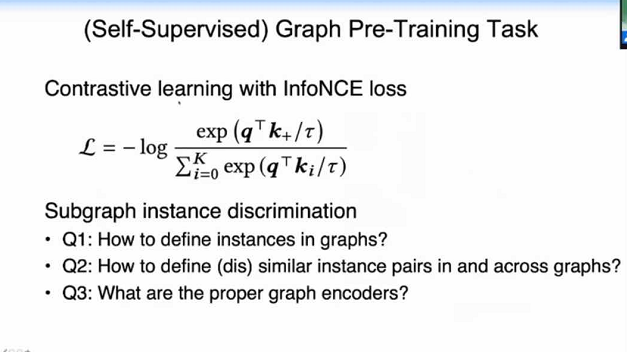 (Self-Supervised) Graph Pre-Training Task
Contrastive learning with InfoNCE loss
ℒ = − log exp (q⊤k₊/τ) / Σᴷᵢ₌₀ exp (q⊤kᵢ/τ)
Subgraph instance discrimination
• Q1: How to define instances in graphs?
• Q2: How to define (dis) similar instance pairs in and across graphs?
• Q3: What are the proper graph encoders?